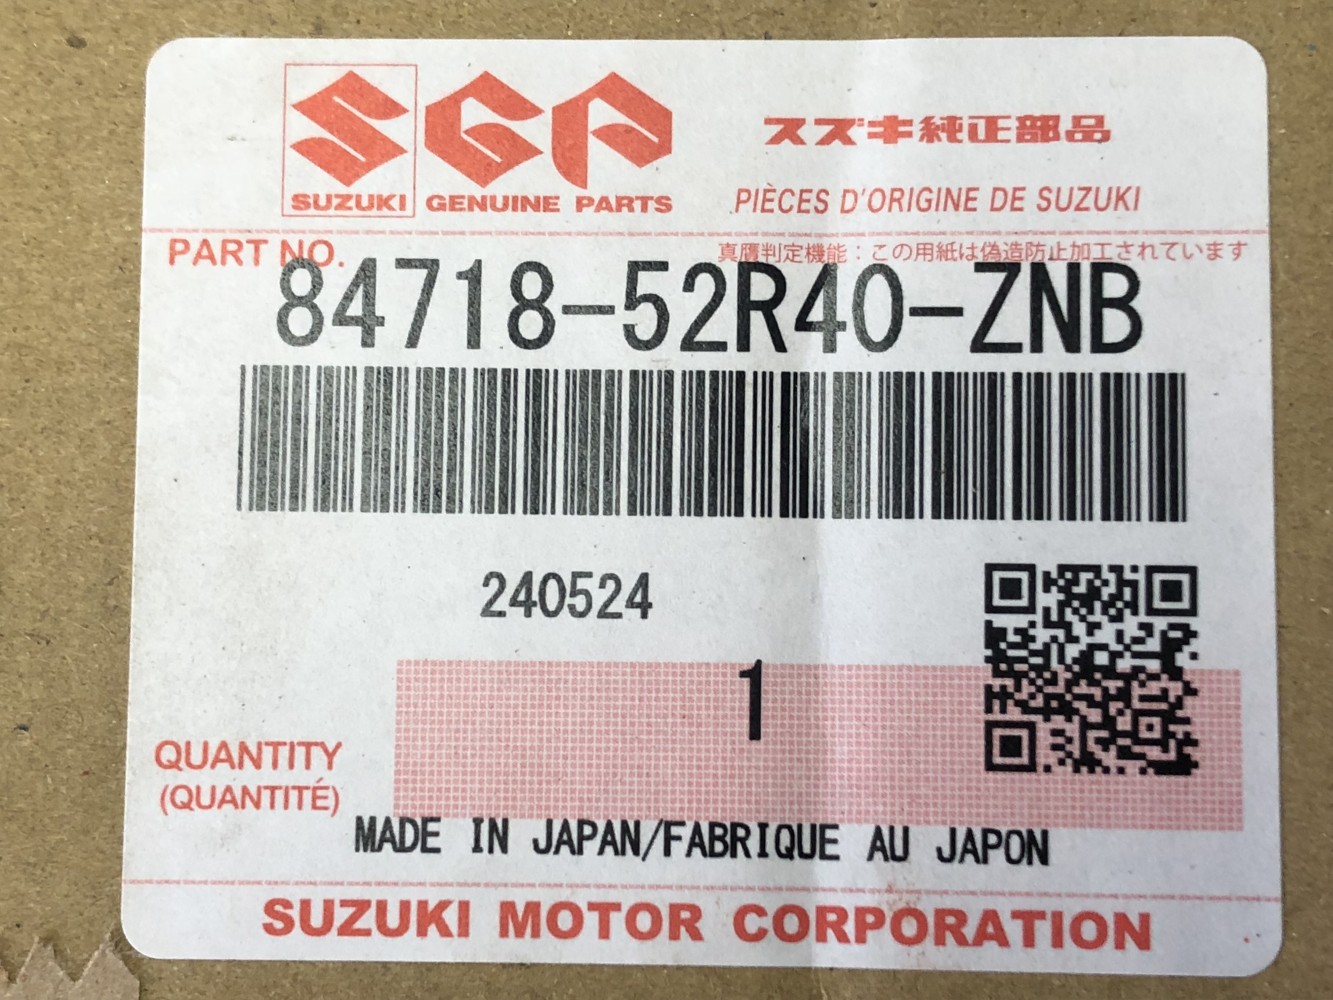 SGP
スズキ純正部品
SUZUKI GENUINE PARTS
PIÈCES D'ORIGINE DE SUZUKI
PART NO.
真贋判定機能：この用紙は偽造防止加工されています
84718-52R40-ZNB
240524
1
QUANTITY
(QUANTITÉ)
MADE IN JAPAN/FABRIQUE AU JAPON
SUZUKI MOTOR CORPORATION